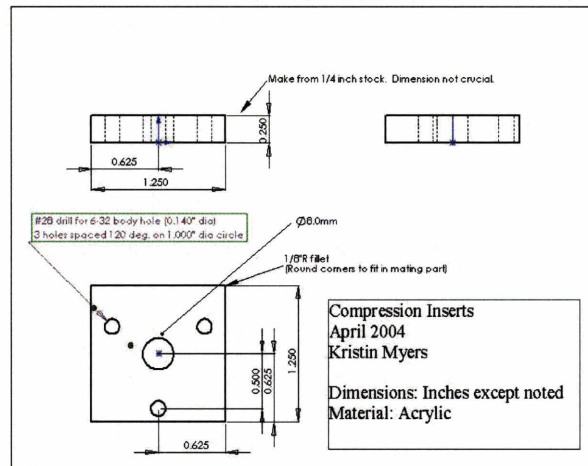 Make from 1/4 inch stock. Dimension not crucial.
0.250
0.625
1.250
#28 drill for 6-32 body hole (0.140" dia)
3 holes spaced 120 deg. on 1.000" dia circle
Ø8.0mm
1/8"R fillet
(Round corners to fit in mating part)
0.500
0.625
1.250
0.625
Compression Inserts
April 2004
Kristin Myers
Dimensions: Inches except noted
Material: Acrylic